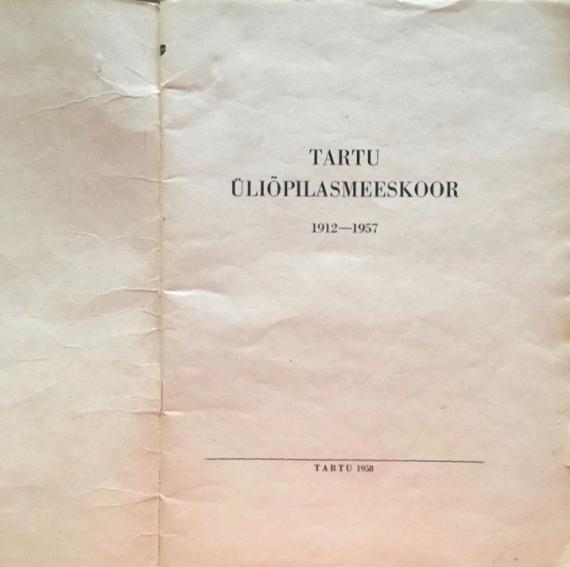 TARTU
ÜLIÕPILASMEESKOOR
1912—1957
TARTU 1958